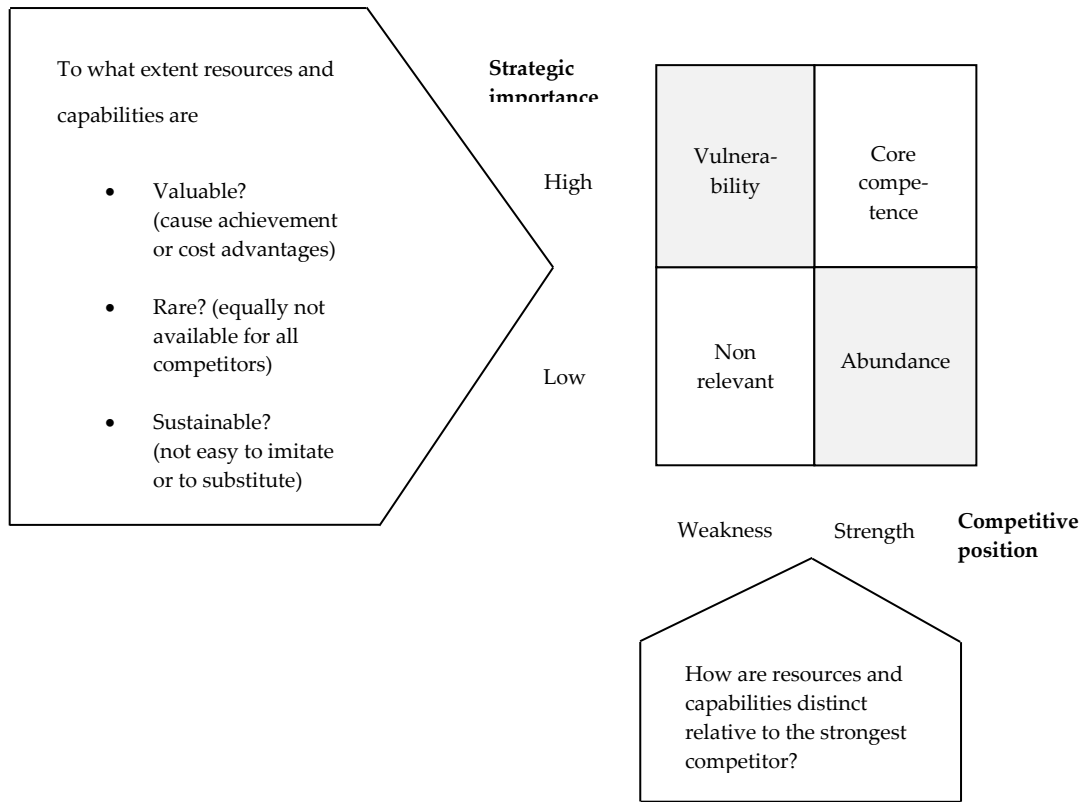 To what extent resources and
capabilities are
• Valuable?
(cause achievement
or cost advantages)
• Rare? (equally not
available for all
competitors)
• Sustainable?
(not easy to imitate
or to substitute)
Strategic
importance
High
Low
Vulnera-
bility
Core
compe-
tence
Non
relevant
Abundance
Weakness
Strength
Competitive
position
How are resources and
capabilities distinct
relative to the strongest
competitor?